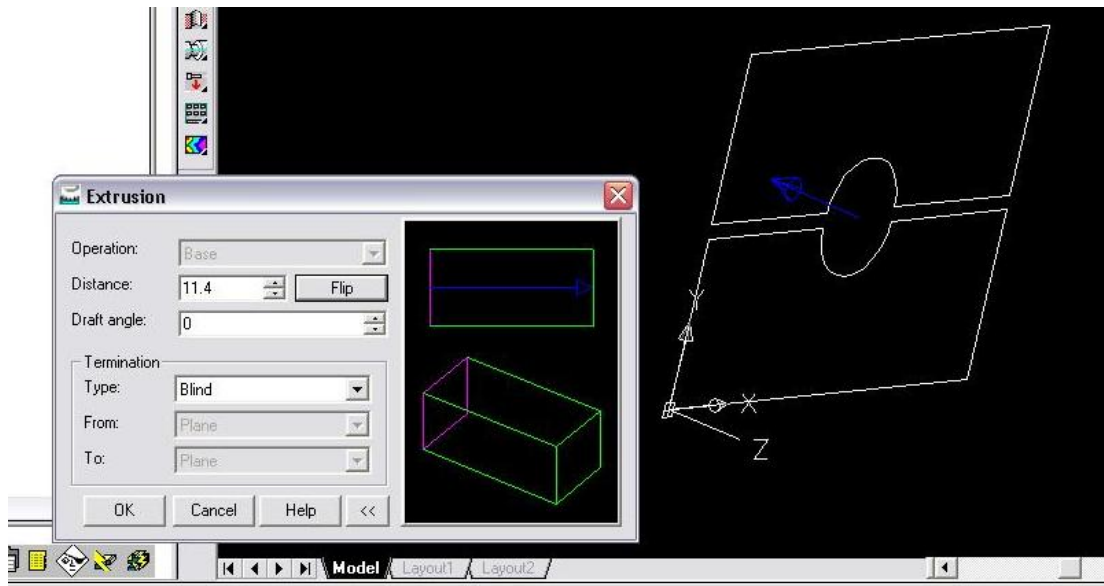 Extrusion
Operation: Base
Distance: 11.4 Flip
Draft angle: 0
Termination
Type: Blind
From: Plane
To: Plane
OK Cancel Help <<
Y
X
Z
Model Layout1 Layout2